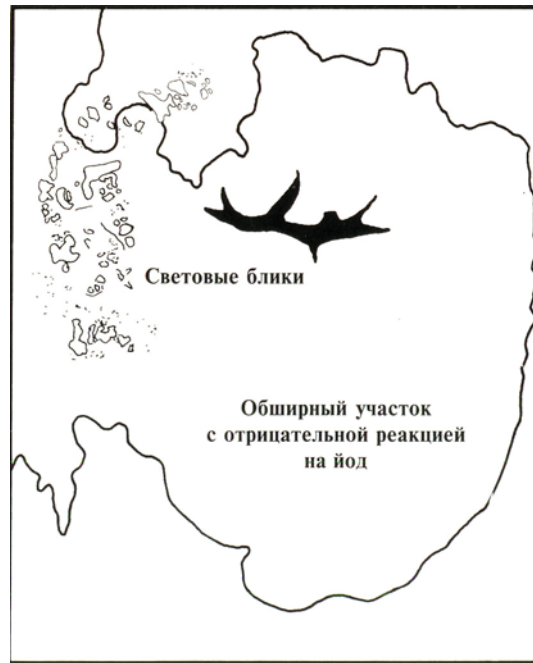 Световые блики
Обширный участок
с отрицательной реакцией
на йод